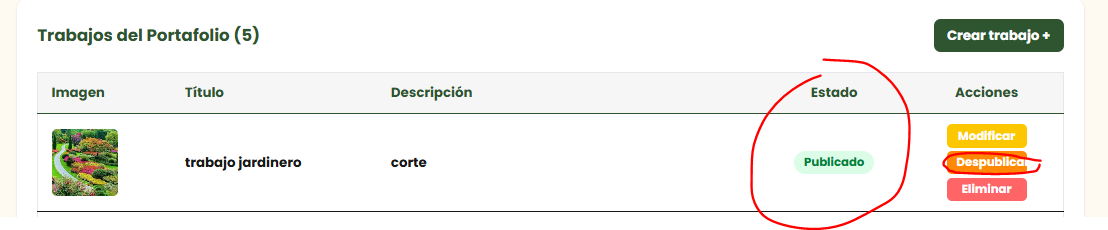 Trabajos del Portafolio (5)
Crear trabajo +
Imagen Título Descripción Estado Acciones
trabajo jardinero corte Publicado
Modificar
Despublica
Eliminar